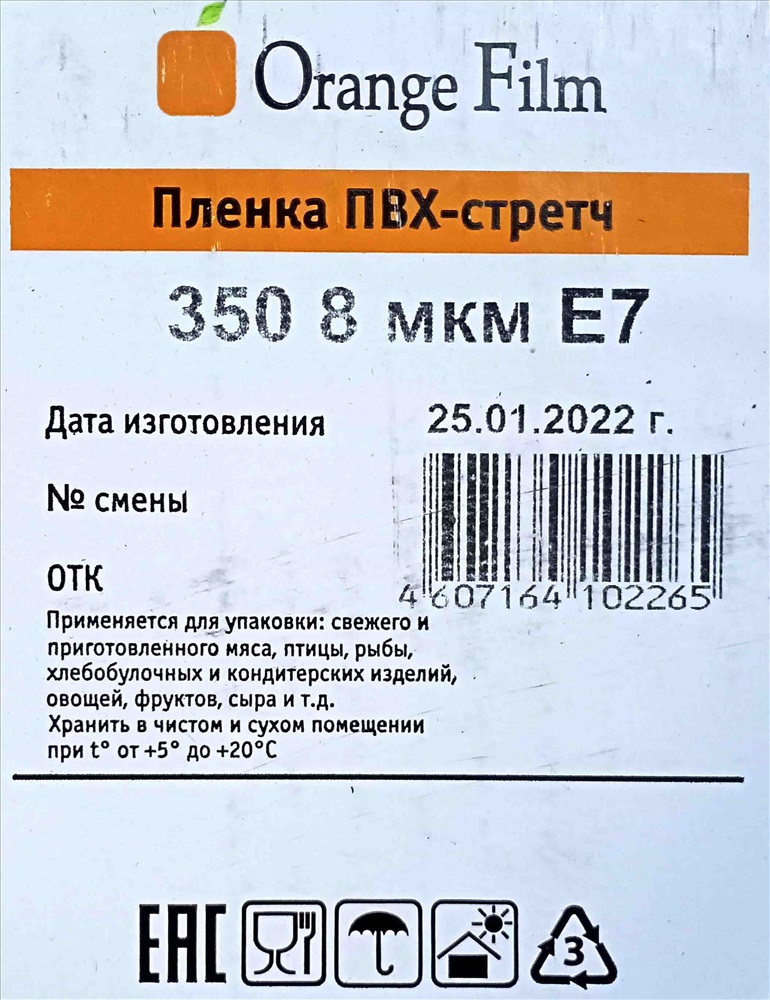 Orange Film
Пленка ПВХ-стретч
350 8 мкм Е7
Дата изготовления 25.01.2022 г.
№ смены
4 607164 102265
ОТК
Применяется для упаковки: свежего и
приготовленного мяса, птицы, рыбы,
хлебобулочных и кондитерских изделий,
овощей, фруктов, сыра и т.д.
Хранить в чистом и сухом помещении
при t° от +5° до +20°С
EAC
3